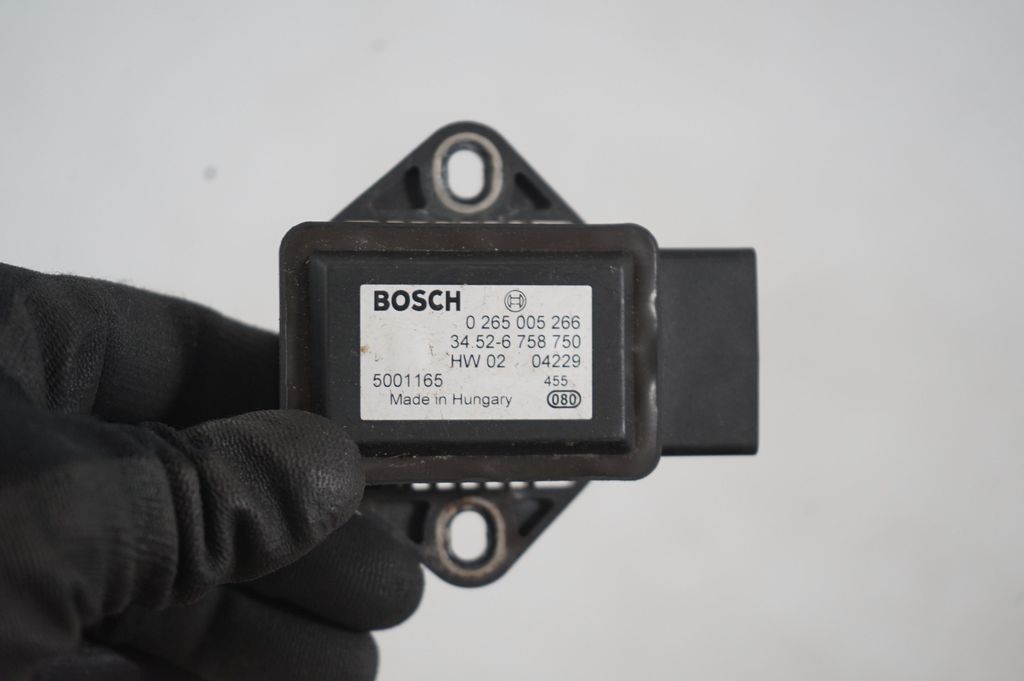 BOSCH
0 265 005 266
34.52-6 758 750
HW 02 04229
5001165 455
Made in Hungary 080